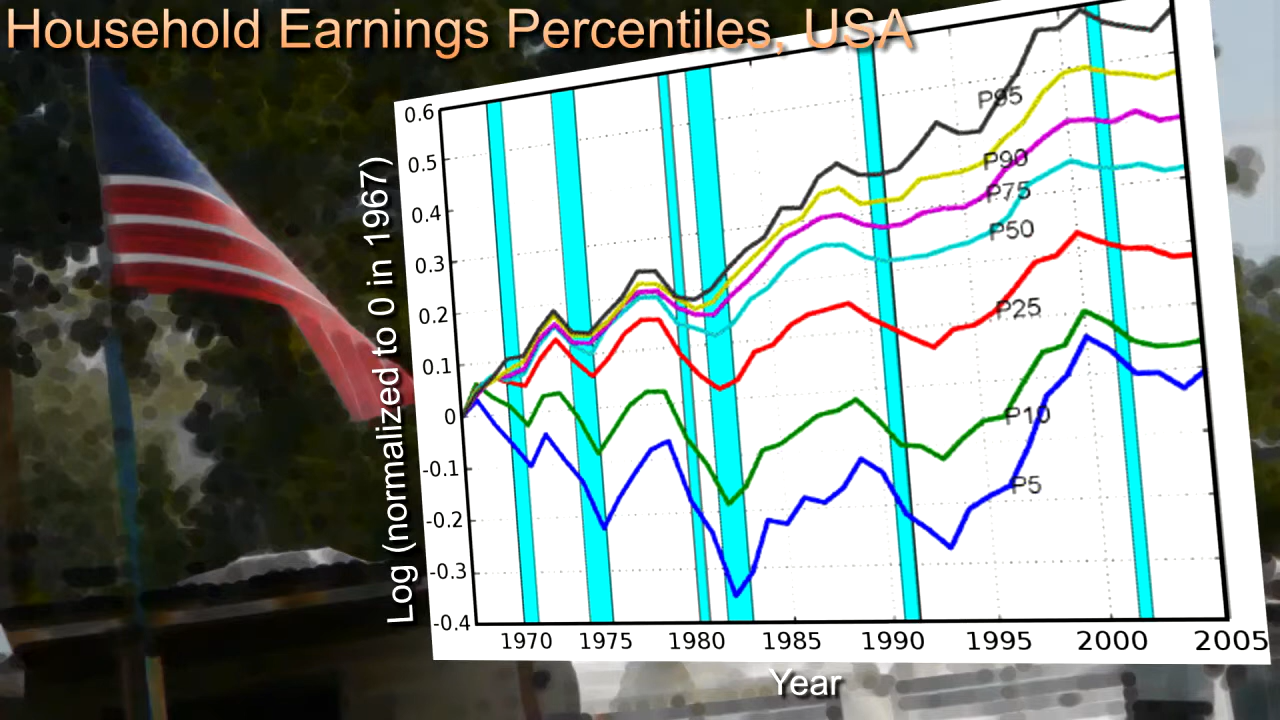 Household Earnings Percentiles, USA
Log (normalized to 0 in 1967)
0.6
0.5
0.4
0.3
0.2
0.1
0
-0.1
-0.2
-0.3
-0.4
P95
P90
P75
P50
P25
P10
P5
1970 1975 1980 1985 1990 1995 2000 2005
Year